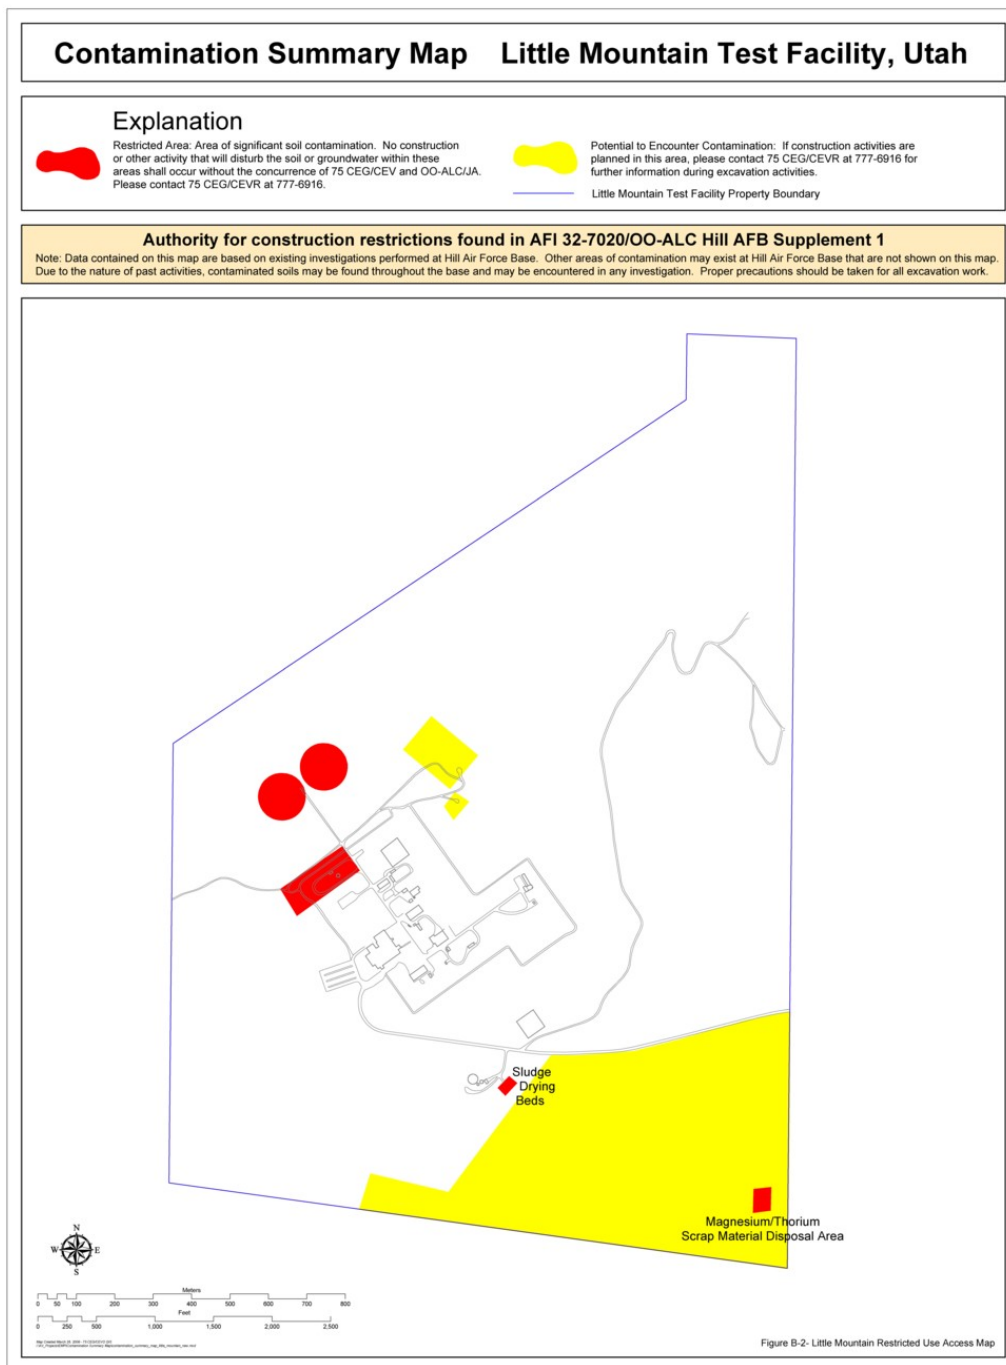 Contamination Summary Map    Little Mountain Test Facility, Utah
Explanation
Restricted Area: Area of significant soil contamination.  No construction
or other activity that will disturb the soil or groundwater within these
areas shall occur without the concurrence of 75 CEG/CEV and OO-ALC/JA.
Please contact 75 CEG/CEVR at 777-6916.
Potential to Encounter Contamination:  If construction activities are
planned in this area, please contact 75 CEG/CEVR at 777-6916 for
further information during excavation activities.
Little Mountain Test Facility Property Boundary
Authority for construction restrictions found in AFI 32-7020/OO-ALC Hill AFB Supplement 1
Note: Data contained on this map are based on existing investigations performed at Hill Air Force Base.  Other areas of contamination may exist at Hill Air Force Base that are not shown on this map.
Due to the nature of past activities, contaminated soils may be found throughout the base and may be encountered in any investigation.  Proper precautions should be taken for all excavation work.
Sludge
Drying
Beds
Magnesium/Thorium
Scrap Material Disposal Area
N
W E
S
Meters
0 50 100 200 300 400 500 600 700 800
Feet
0 250 500 1,000 1,500 2,000 2,500
Figure B-2- Little Mountain Restricted Use Access Map